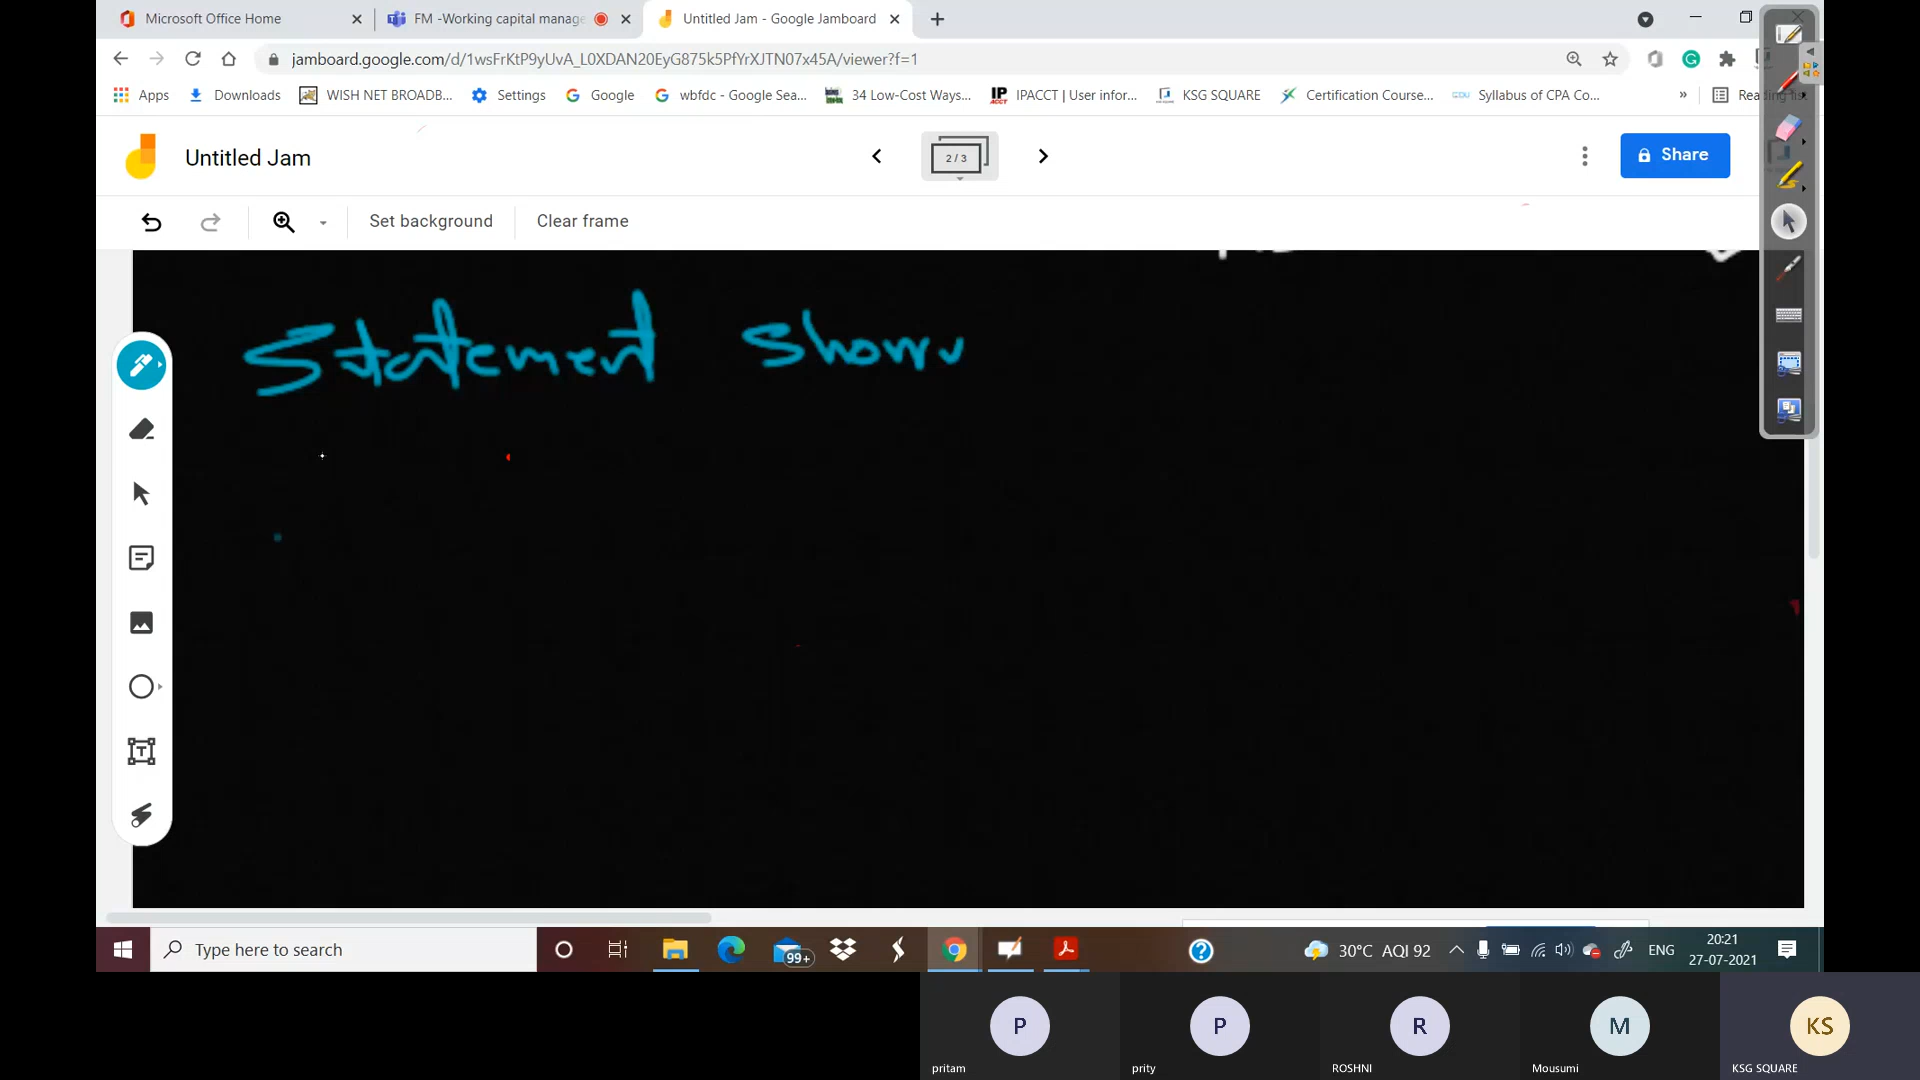 Microsoft Office Home
FM -Working capital manage
Untitled Jam - Google Jamboard
jamboard.google.com/d/1wsFrKtP9yUvA_L0XDAN20EyG875k5PfYrXJTN07x45A/viewer?f=1
Apps Downloads WISH NET BROADB... Settings Google wbfdc - Google Sea... 34 Low-Cost Ways... IPACCT | User infor... KSG SQUARE Certification Course... Syllabus of CPA Co... »
Untitled Jam
2 / 3
Share
Set background Clear frame
Statement
Type here to search
99+
30°C AQI 92
ENG
20:21
27-07-2021
P P R M KS
pritam prity ROSHNI Mousumi KSG SQUARE